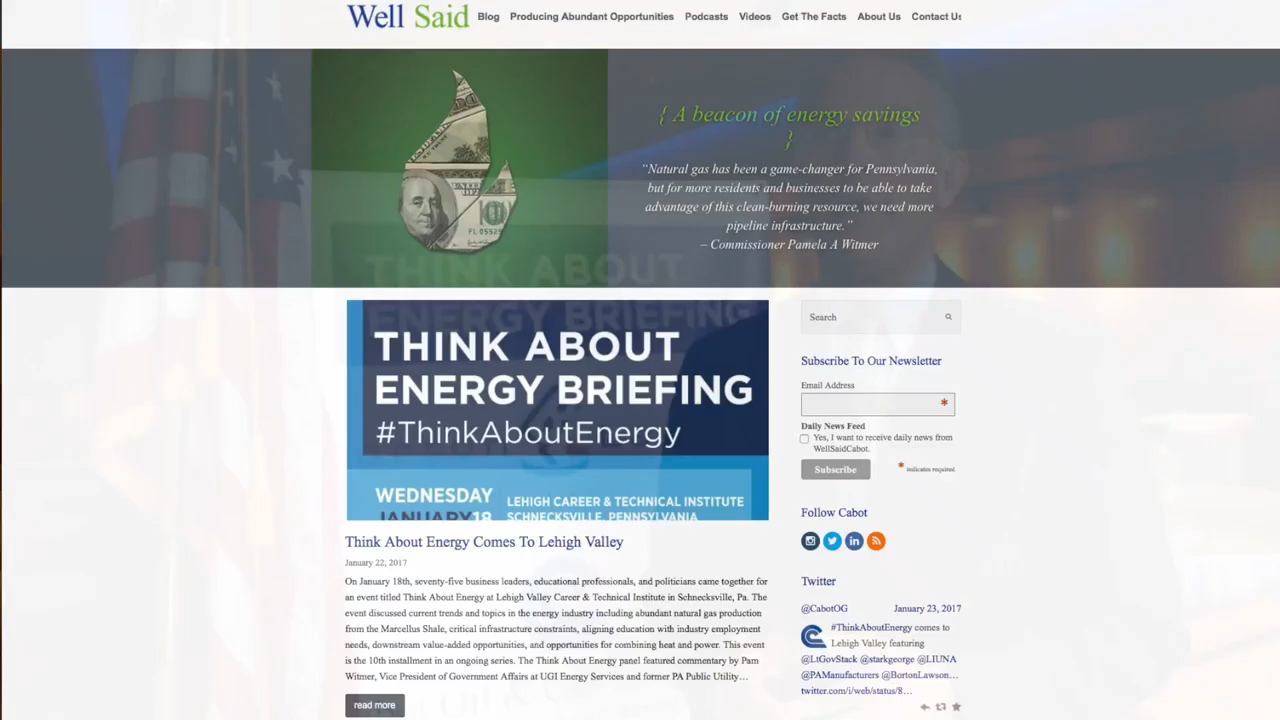 Well Said
Blog Producing Abundant Opportunities Podcasts Videos Get The Facts About Us Contact Us
{ A beacon of energy savings
}
"Natural gas has been a game-changer for Pennsylvania,
but for more residents and businesses to be able to take
advantage of this clean-burning resource, we need more
pipeline infrastructure."
– Commissioner Pamela A Witmer
THINK ABOUT
ENERGY BRIEFING
THINK ABOUT
ENERGY BRIEFING
#ThinkAboutEnergy
WEDNESDAY
JANUARY 18
LEHIGH CAREER & TECHNICAL INSTITUTE
SCHNECKSVILLE, PENNSYLVANIA
Think About Energy Comes To Lehigh Valley
January 22, 2017
On January 18th, seventy-five business leaders, educational professionals, and politicians came together for
an event titled Think About Energy at Lehigh Valley Career & Technical Institute in Schnecksville, Pa. The
event discussed current trends and topics in the energy industry including abundant natural gas production
from the Marcellus Shale, critical infrastructure constraints, aligning education with industry employment
needs, downstream value-added opportunities, and opportunities for combining heat and power. This event
is the 10th installment in an ongoing series. The Think About Energy panel featured commentary by Pam
Witmer, Vice President of Government Affairs at UGI Energy Services and former PA Public Utility…
read more
Search
Subscribe To Our Newsletter
Email Address
*
Daily News Feed
Yes, I want to receive daily news from
WellSaidCabot.
Subscribe
* indicates required
Follow Cabot
Twitter
@CabotOG January 23, 2017
#ThinkAboutEnergy comes to
Lehigh Valley featuring
@LtGovStack @starkgeorge @LIUNA
@PAManufacturers @BortonLawson…
twitter.com/i/web/status/8…